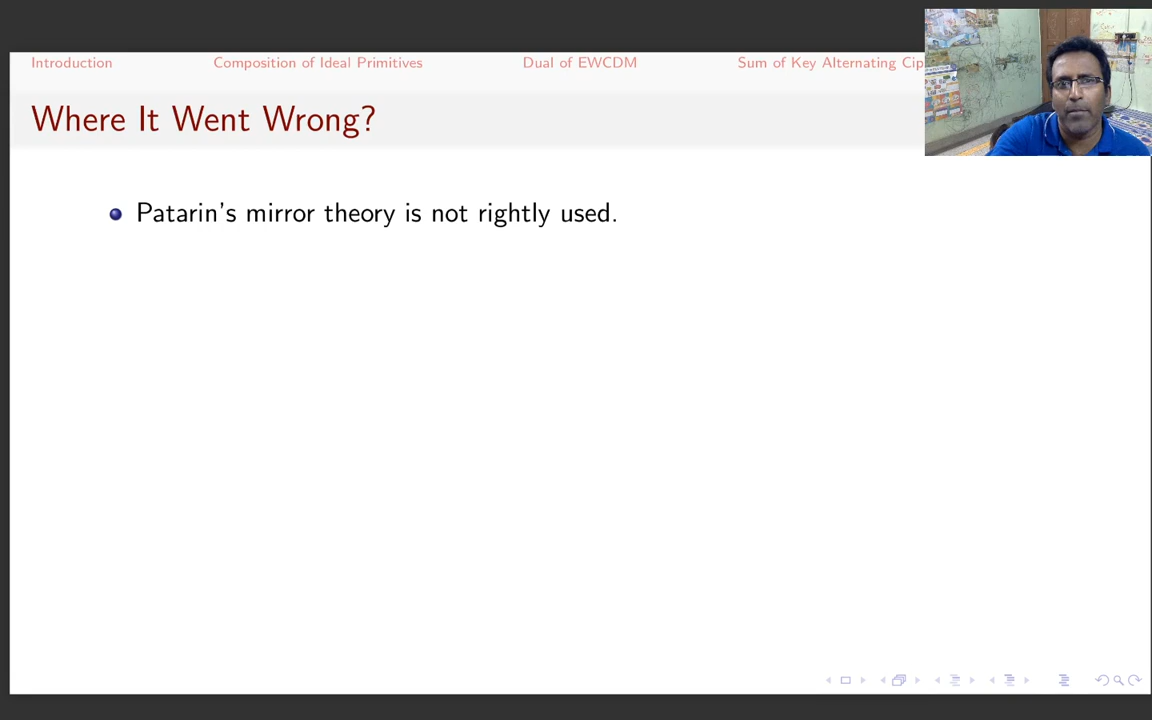 Introduction Composition of Ideal Primitives Dual of EWCDM Sum of Key Alternating Cip
Where It Went Wrong?
Patarin's mirror theory is not rightly used.